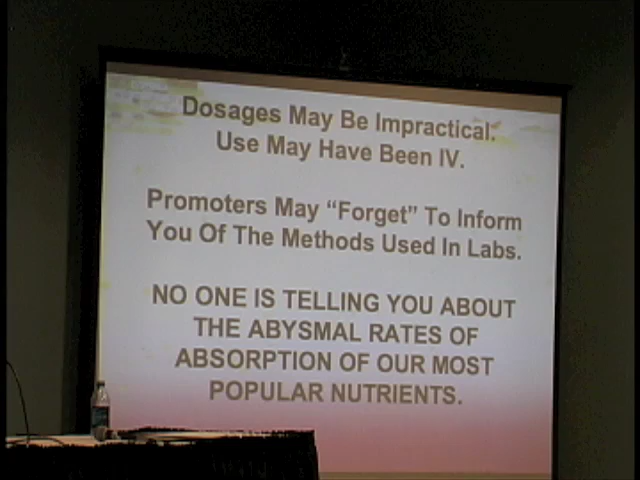 Dosages May Be Impractical.
Use May Have Been IV.
Promoters May “Forget” To Inform
You Of The Methods Used In Labs.
NO ONE IS TELLING YOU ABOUT
THE ABYSMAL RATES OF
ABSORPTION OF OUR MOST
POPULAR NUTRIENTS.